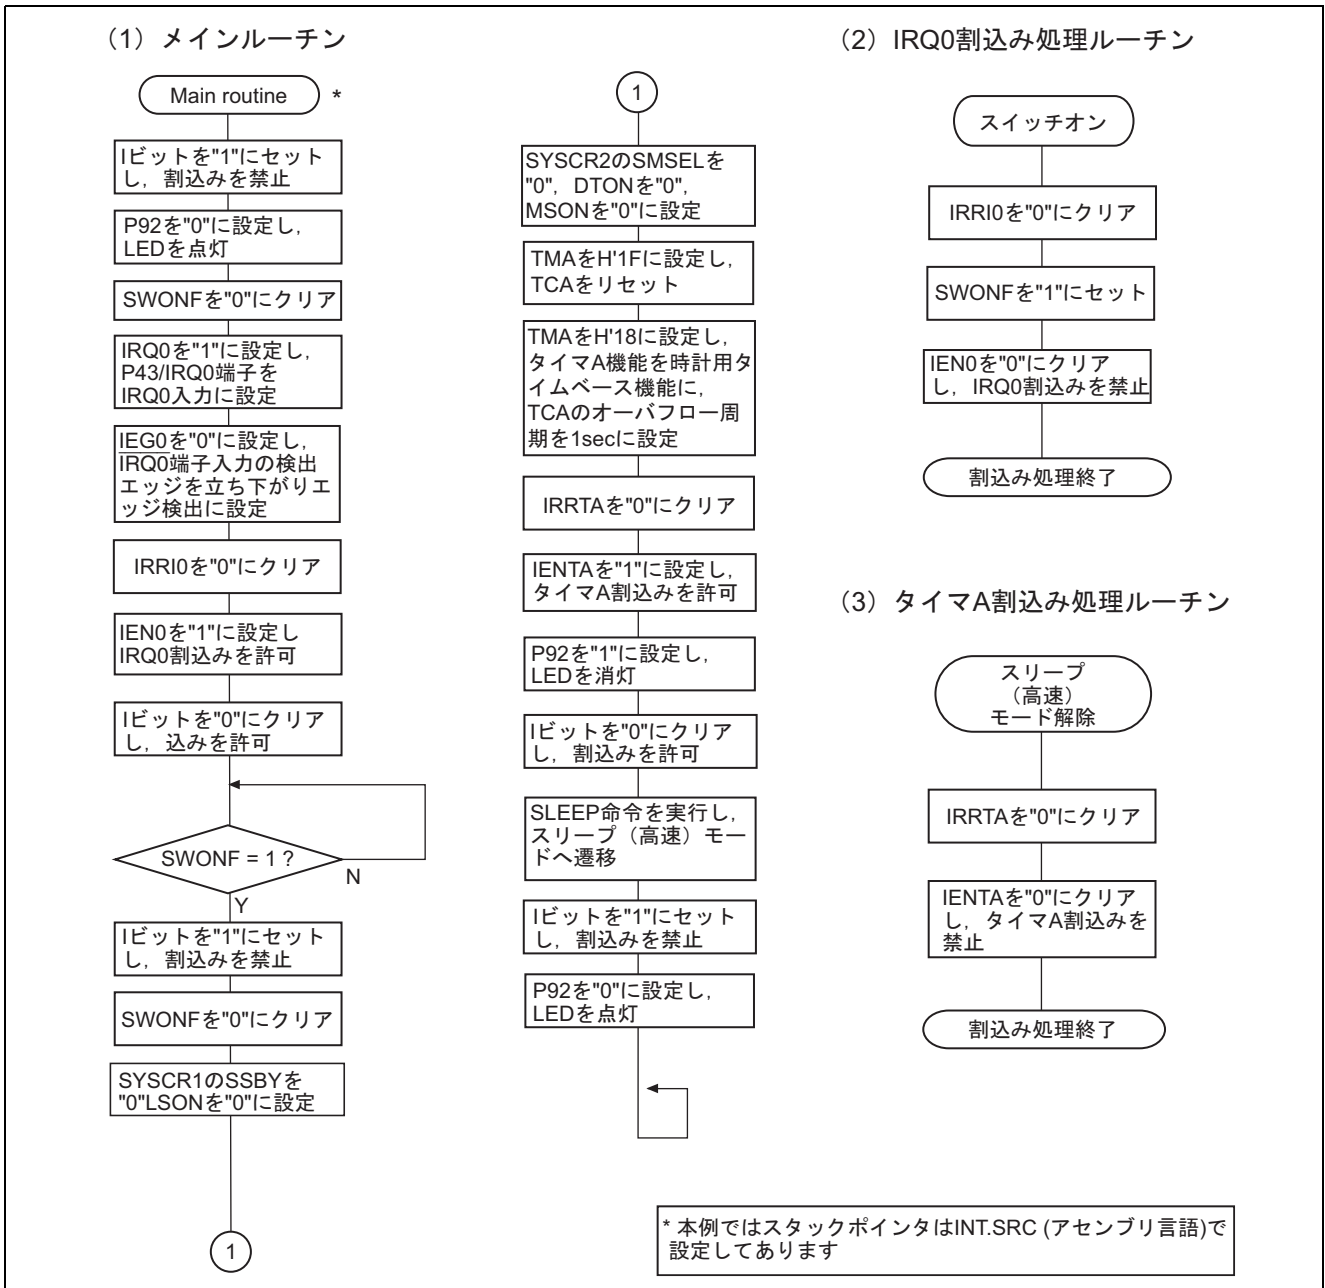 （1）メインルーチン
Main routine
*
Iビットを"1"にセット
し，割込みを禁止
P92を"0"に設定し，
LEDを点灯
SWONFを"0"にクリア
IRQ0を"1"に設定し，
P43/IRQ0端子を
IRQ0入力に設定
IEG0を"0"に設定し，
IRQ0端子入力の検出
エッジを立ち下がりエ
ッジ検出に設定
IRRI0を"0"にクリア
IEN0を"1"に設定し
IRQ0割込みを許可
Iビットを"0"にクリア
し，込みを許可
SWONF = 1 ?
N
Y
Iビットを"1"にセット
し，割込みを禁止
SWONFを"0"にクリア
SYSCR1のSSBYを
"0"LSONを"0"に設定
1
1
SYSCR2のSMSELを
"0"，DTONを"0"，
MSONを"0"に設定
TMAをH'1Fに設定し，
TCAをリセット
TMAをH'18に設定し，
タイマA機能を時計用タ
イムベース機能に，
TCAのオーバフロー周
期を1secに設定
IRRTAを"0"にクリア
IENTAを"1"に設定し，
タイマA割込みを許可
P92を"1"に設定し，
LEDを消灯
Iビットを"0"にクリア
し，割込みを許可
SLEEP命令を実行し，
スリープ（高速）モー
ドへ遷移
Iビットを"1"にセット
し，割込みを禁止
P92を"0"に設定し，
LEDを点灯
（2）IRQ0割込み処理ルーチン
スイッチオン
IRRI0を"0"にクリア
SWONFを"1"にセット
IEN0を"0"にクリア
し，IRQ0割込みを禁止
割込み処理終了
（3）タイマA割込み処理ルーチン
スリープ
（高速）
モード解除
IRRTAを"0"にクリア
IENTAを"0"にクリア
し，タイマA割込みを
禁止
割込み処理終了
* 本例ではスタックポインタはINT.SRC (アセンブリ言語)で
設定してあります